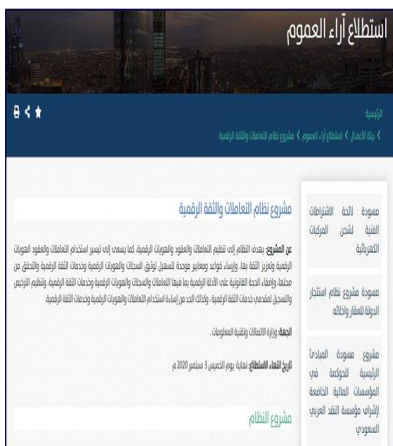 استطلاع آراء العموم
الرئيسية
بيئة الأعمال
استطلاع آراء العموم
مشروع نظام التعاملات والثقة الرقمية
مشروع نظام التعاملات والثقة الرقمية
عن المشروع: يهدف النظام إلى تنظيم التعاملات والعقود والهويات الرقمية، كما يسعى إلى تيسير استخدام التعاملات والعقود الهويات
الرقمية وتعزيز الثقة بها، وإرساء قواعد ومعايير موحدة لتسهيل توثيق السجلات والهويات الرقمية وخدمات الثقة الرقمية والتحقق من
صحتها، وإضفاء الحجة القانونية على الأدلة الرقمية بما فيها التعاملات والسجلات والهويات الرقمية وخدمات الثقة الرقمية، وتنظيم الترخيص
والتسجيل لمقدمي خدمات الثقة الرقمية، وكذلك الحد من إساءة استخدام التعاملات والهويات الرقمية وخدمات الثقة الرقمية.
الجهة: وزارة الاتصالات وتقنية المعلومات .
تاريخ انتهاء الاستطلاع: نهاية يوم الخميس 3 سبتمبر 2020 م
مشروع النظام
مسودة لائحة الاشتراطات
الفنية لشحن المركبات
الكهربائية
مسودة مشروع نظام استئجار
الدولة للعقار وإخلائه
مشروع مسودة المبادئ
الرئيسية للحوكمة في
المؤسسات المالية الخاضعة
لإشراف مؤسسة النقد العربي
السعودي